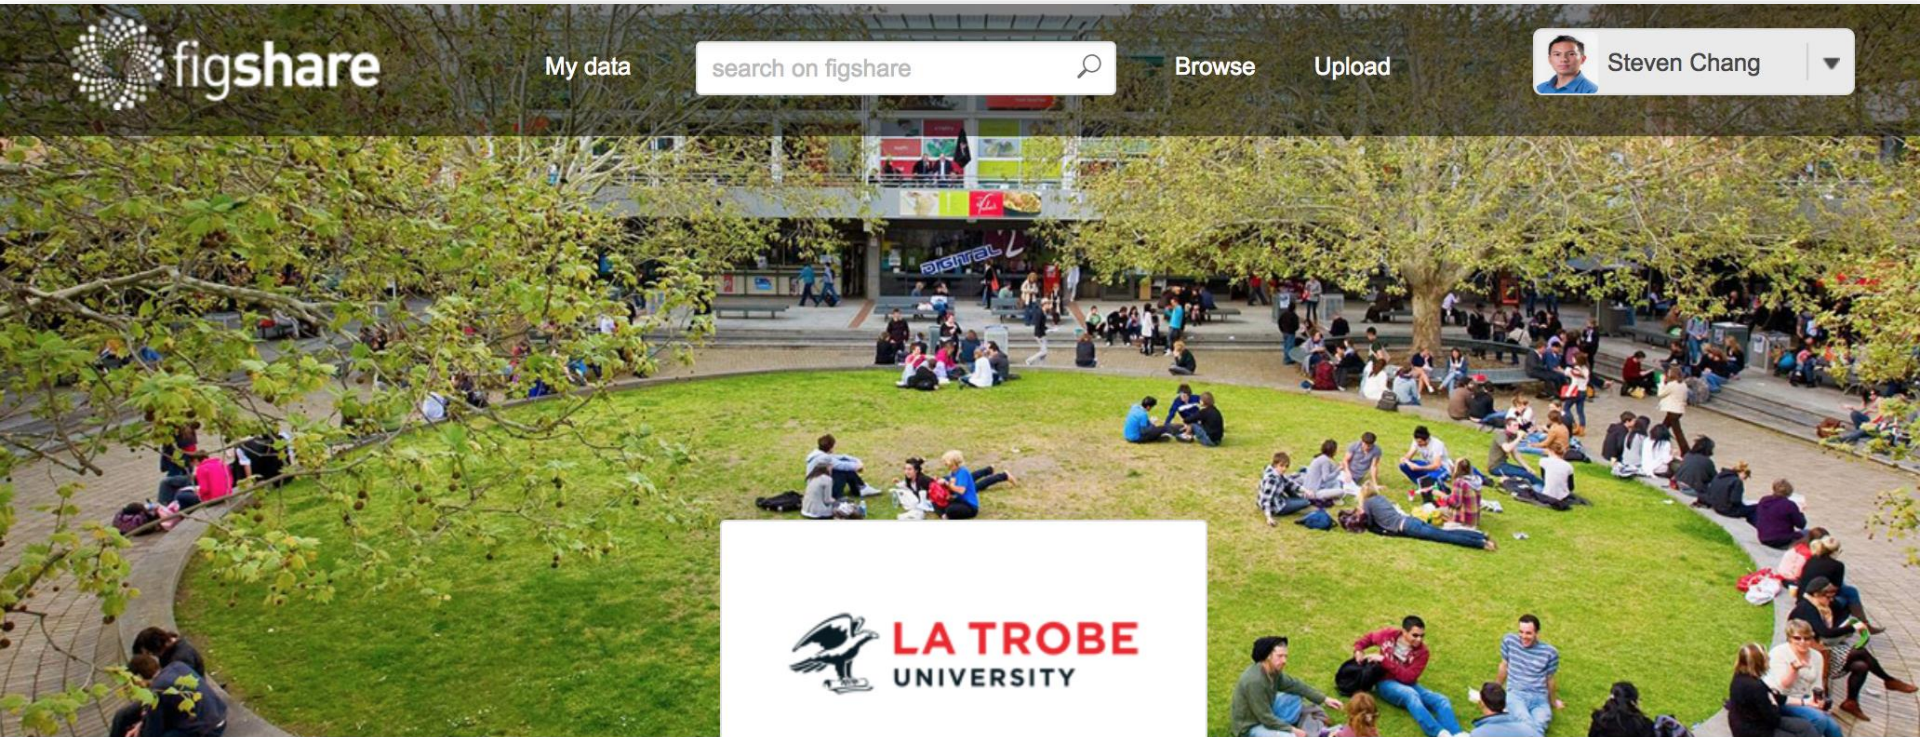 figshare
My data
search on figshare
Browse
Upload
Steven Chang
DIGITAL
LA TROBE
UNIVERSITY